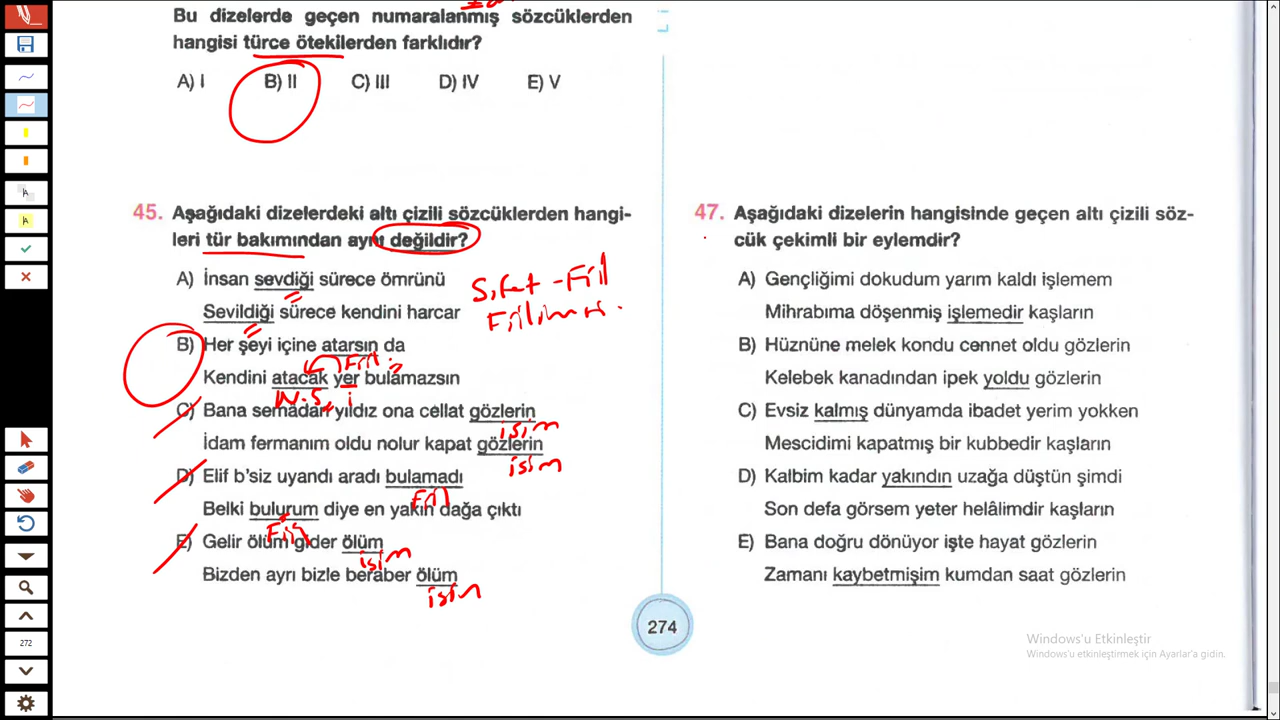 Bu dizelerde geçen numaralanmış sözcüklerden
hangisi türce ötekilerden farklıdır?
A) I B) II C) III D) IV E) V
45. Aşağıdaki dizelerdeki altı çizili sözcüklerden hangi-
leri tür bakımından aynı değildir?
A) İnsan sevdiği sürece ömrünü
Sevildiği sürece kendini harcar
Sıfat-Fiil
Fiilimsi.
B) Her şeyi içine atarsın da
Fiil
Kendini atacak yer bulamazsın
i
C) Bana semadan yıldız ona cellat gözlerin
isim
İdam fermanım oldu nolur kapat gözlerin
isim
D) Elif b'siz uyandı aradı bulamadı
Fiil
Belki bulurum diye en yakın dağa çıktı
Fiil
E) Gelir ölüm gider ölüm
isim
Bizden ayrı bizle beraber ölüm
isim
47. Aşağıdaki dizelerin hangisinde geçen altı çizili söz-
cük çekimli bir eylemdir?
A) Gençliğimi dokudum yarım kaldı işlemem
Mihrabıma döşenmiş işlemedir kaşların
B) Hüznüne melek kondu cennet oldu gözlerin
Kelebek kanadından ipek yoldu gözlerin
C) Evsiz kalmış dünyamda ibadet yerim yokken
Mescidimi kapatmış bir kubbedir kaşların
D) Kalbim kadar yakındın uzağa düştün şimdi
Son defa görsem yeter helâlimdir kaşların
E) Bana doğru dönüyor işte hayat gözlerin
Zamanı kaybetmişim kumdan saat gözlerin
274
272
Windows'u Etkinleştir
Windows'u etkinleştirmek için Ayarlar'a gidin.